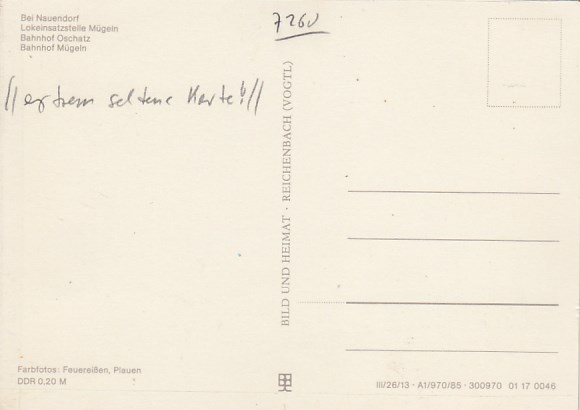 Bei Nauendorf
Lokeinsatzstelle Mügeln
Bahnhof Oschatz
Bahnhof Mügeln
7260
// extrem seltene Karte!! //
BILD UND HEIMAT · REICHENBACH (VOGTL)
Farbfotos: Feuereißen, Plauen
DDR 0,20 M
III/26/13 · A1/970/85 · 300970 01 17 0046